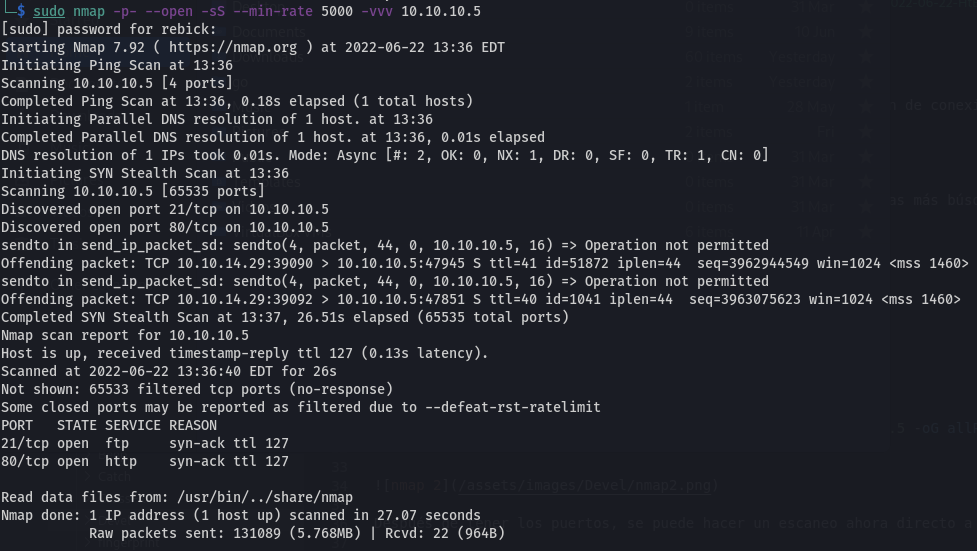 └─$ sudo nmap -p- --open -sS --min-rate 5000 -vvv 10.10.10.5
[sudo] password for rebick:
Starting Nmap 7.92 ( https://nmap.org ) at 2022-06-22 13:36 EDT
Initiating Ping Scan at 13:36
Scanning 10.10.10.5 [4 ports]
Completed Ping Scan at 13:36, 0.18s elapsed (1 total hosts)
Initiating Parallel DNS resolution of 1 host. at 13:36
Completed Parallel DNS resolution of 1 host. at 13:36, 0.01s elapsed
DNS resolution of 1 IPs took 0.01s. Mode: Async [#: 2, OK: 0, NX: 1, DR: 0, SF: 0, TR: 1, CN: 0]
Initiating SYN Stealth Scan at 13:36
Scanning 10.10.10.5 [65535 ports]
Discovered open port 21/tcp on 10.10.10.5
Discovered open port 80/tcp on 10.10.10.5
sendto in send_ip_packet_sd: sendto(4, packet, 44, 0, 10.10.10.5, 16) => Operation not permitted
Offending packet: TCP 10.10.14.29:39090 > 10.10.10.5:47945 S ttl=41 id=51872 iplen=44  seq=3962944549 win=1024 <mss 1460>
sendto in send_ip_packet_sd: sendto(4, packet, 44, 0, 10.10.10.5, 16) => Operation not permitted
Offending packet: TCP 10.10.14.29:39092 > 10.10.10.5:47851 S ttl=40 id=1041 iplen=44  seq=3963075623 win=1024 <mss 1460>
Completed SYN Stealth Scan at 13:37, 26.51s elapsed (65535 total ports)
Nmap scan report for 10.10.10.5
Host is up, received timestamp-reply ttl 127 (0.13s latency).
Scanned at 2022-06-22 13:36:40 EDT for 26s
Not shown: 65533 filtered tcp ports (no-response)
Some closed ports may be reported as filtered due to --defeat-rst-ratelimit
PORT   STATE SERVICE REASON
21/tcp open  ftp     syn-ack ttl 127
80/tcp open  http    syn-ack ttl 127
Read data files from: /usr/bin/../share/nmap
Nmap done: 1 IP address (1 host up) scanned in 27.07 seconds
Raw packets sent: 131089 (5.768MB) | Rcvd: 22 (964B)